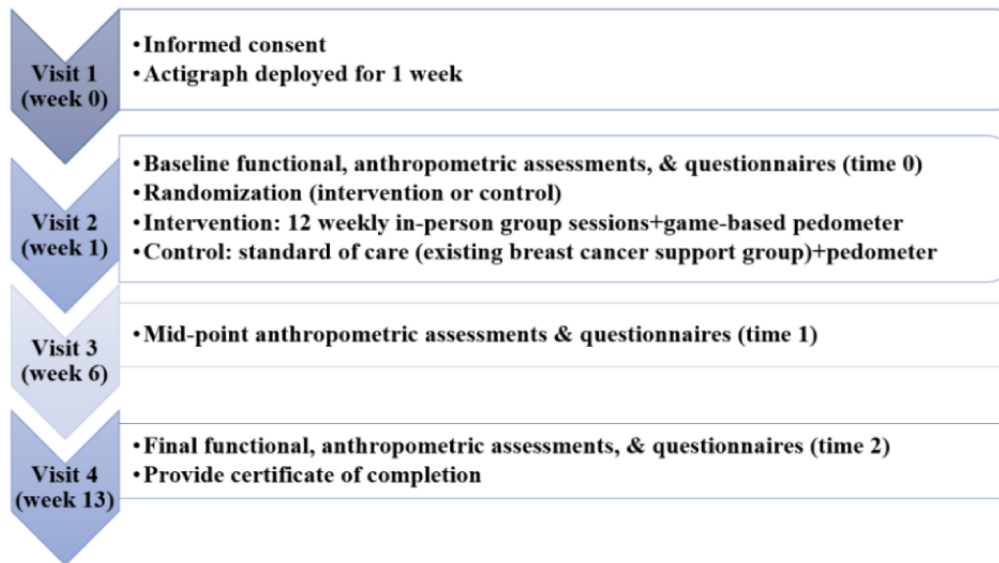 Visit 1
(week 0)
•Informed consent
•Actigraph deployed for 1 week
Visit 2
(week 1)
•Baseline functional, anthropometric assessments, & questionnaires (time 0)
•Randomization (intervention or control)
•Intervention: 12 weekly in-person group sessions+game-based pedometer
•Control: standard of care (existing breast cancer support group)+pedometer
Visit 3
(week 6)
•Mid-point anthropometric assessments & questionnaires (time 1)
Visit 4
(week 13)
•Final functional, anthropometric assessments, & questionnaires (time 2)
•Provide certificate of completion